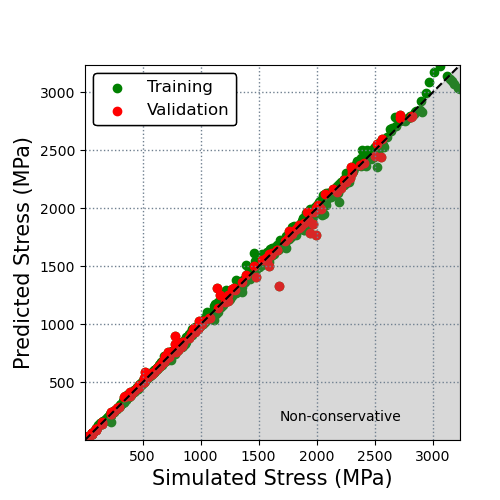 Training
Validation
3000
2500
2000
1500
1000
500
Predicted Stress (MPa)
Non-conservative
500 1000 1500 2000 2500 3000
Simulated Stress (MPa)